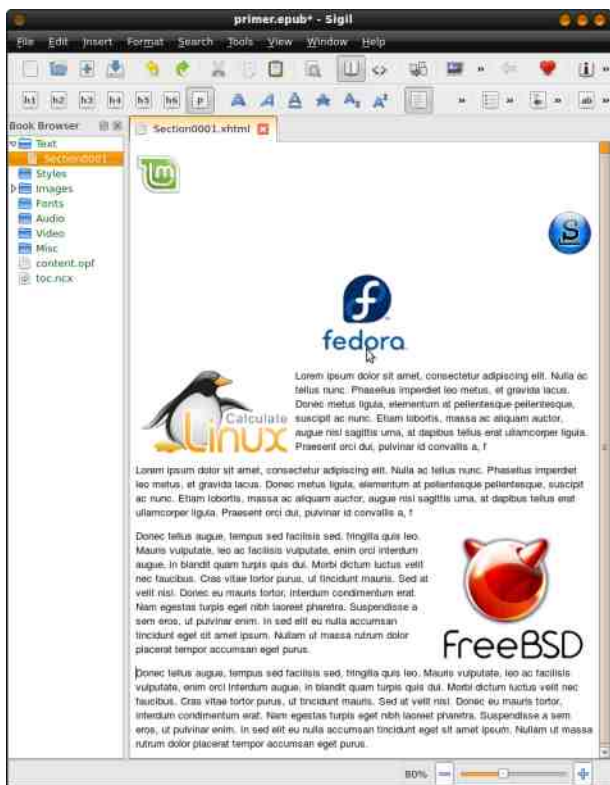 primer.epub* - Sigil
File Edit Insert Format Search Tools View Window Help
h1 h2 h3 h4 h5 h6 p A A A A
Book Browser
Section0001.xhtml
Text
Section0001
Styles
Images
Fonts
Audio
Video
Misc
content.opf
toc.ncx
S
fedora
Calculate
Linux
Lorem ipsum dolor sit amet, consectetur adipiscing elit. Nulla ac
tellus nunc. Phasellus imperdiet leo metus, et gravida lacus.
Donec metus ligula, elementum at pellentesque pellentesque,
suscipit ac nunc. Etiam lobortis, massa ac aliquam auctor,
augue nisl sagittis urna, at dapibus tellus erat ullamcorper ligula.
Praesent orci dui, pulvinar id convallis a, f
Lorem ipsum dolor sit amet, consectetur adipiscing elit. Nulla ac tellus nunc. Phasellus imperdiet
leo metus, et gravida lacus. Donec metus ligula, elementum at pellentesque pellentesque, suscipit
ac nunc. Etiam lobortis, massa ac aliquam auctor, augue nisl sagittis urna, at dapibus tellus erat
ullamcorper ligula. Praesent orci dui, pulvinar id convallis a, f
Donec tellus augue, tempus sed facilisis sed, fringilla quis leo.
Mauris vulputate, leo ac facilisis vulputate, enim orci interdum
augue, in blandit quam turpis quis dui. Morbi dictum luctus velit
nec faucibus. Cras vitae tortor purus, ut tincidunt mauris. Sed at
velit nisl. Donec eu mauris tortor, interdum condimentum erat.
Nam egestas turpis eget nibh laoreet pharetra. Suspendisse a
sem eros, ut pulvinar enim. In sed elit eu nulla accumsan
tincidunt eget sit amet ipsum. Nullam ut massa rutrum dolor
placerat tempor accumsan eget purus.
FreeBSD
Donec tellus augue, tempus sed facilisis sed, fringilla quis leo. Mauris vulputate, leo ac facilisis
vulputate, enim orci interdum augue, in blandit quam turpis quis dui. Morbi dictum luctus velit nec
faucibus. Cras vitae tortor purus, ut tincidunt mauris. Sed at velit nisl. Donec eu mauris tortor,
interdum condimentum erat. Nam egestas turpis eget nibh laoreet pharetra. Suspendisse a sem
eros, ut pulvinar enim. In sed elit eu nulla accumsan tincidunt eget sit amet ipsum. Nullam ut massa
rutrum dolor placerat tempor accumsan eget purus.
80%